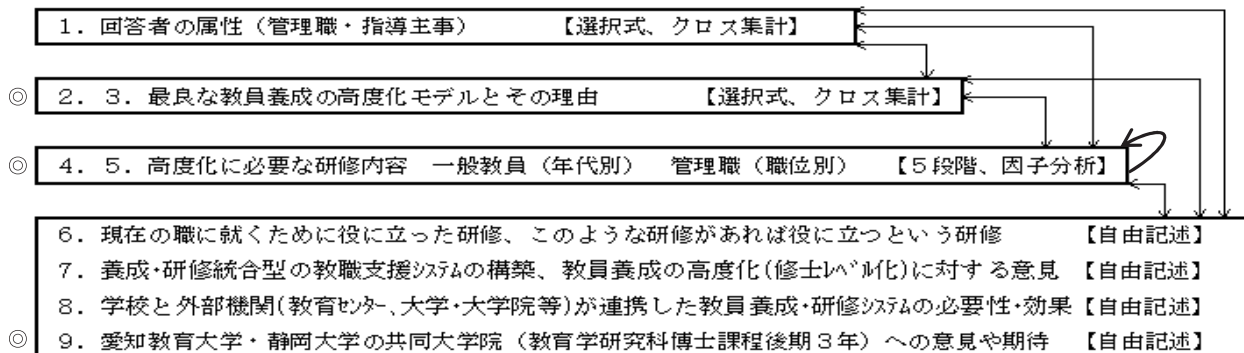 1．回答者の属性（管理職・指導主事）　【選択式、クロス集計】
◎ 2．3．最良な教員養成の高度化モデルとその理由　【選択式、クロス集計】
◎ 4．5．高度化に必要な研修内容　一般教員（年代別）　管理職（職位別）　【５段階、因子分析】
6．現在の職に就くために役に立った研修、このような研修があれば役に立つという研修　【自由記述】
7．養成･研修統合型の教職支援ｼｽﾃﾑの構築、教員養成の高度化(修士ﾚﾍﾞﾙ化)に対する意見　【自由記述】
8．学校と外部機関(教育ｾﾝﾀｰ、大学･大学院等)が連携した教員養成･研修ｼｽﾃﾑの必要性･効果【自由記述】
◎ 9．愛知教育大学・静岡大学の共同大学院（教育学研究科博士課程後期３年）への意見や期待　【自由記述】